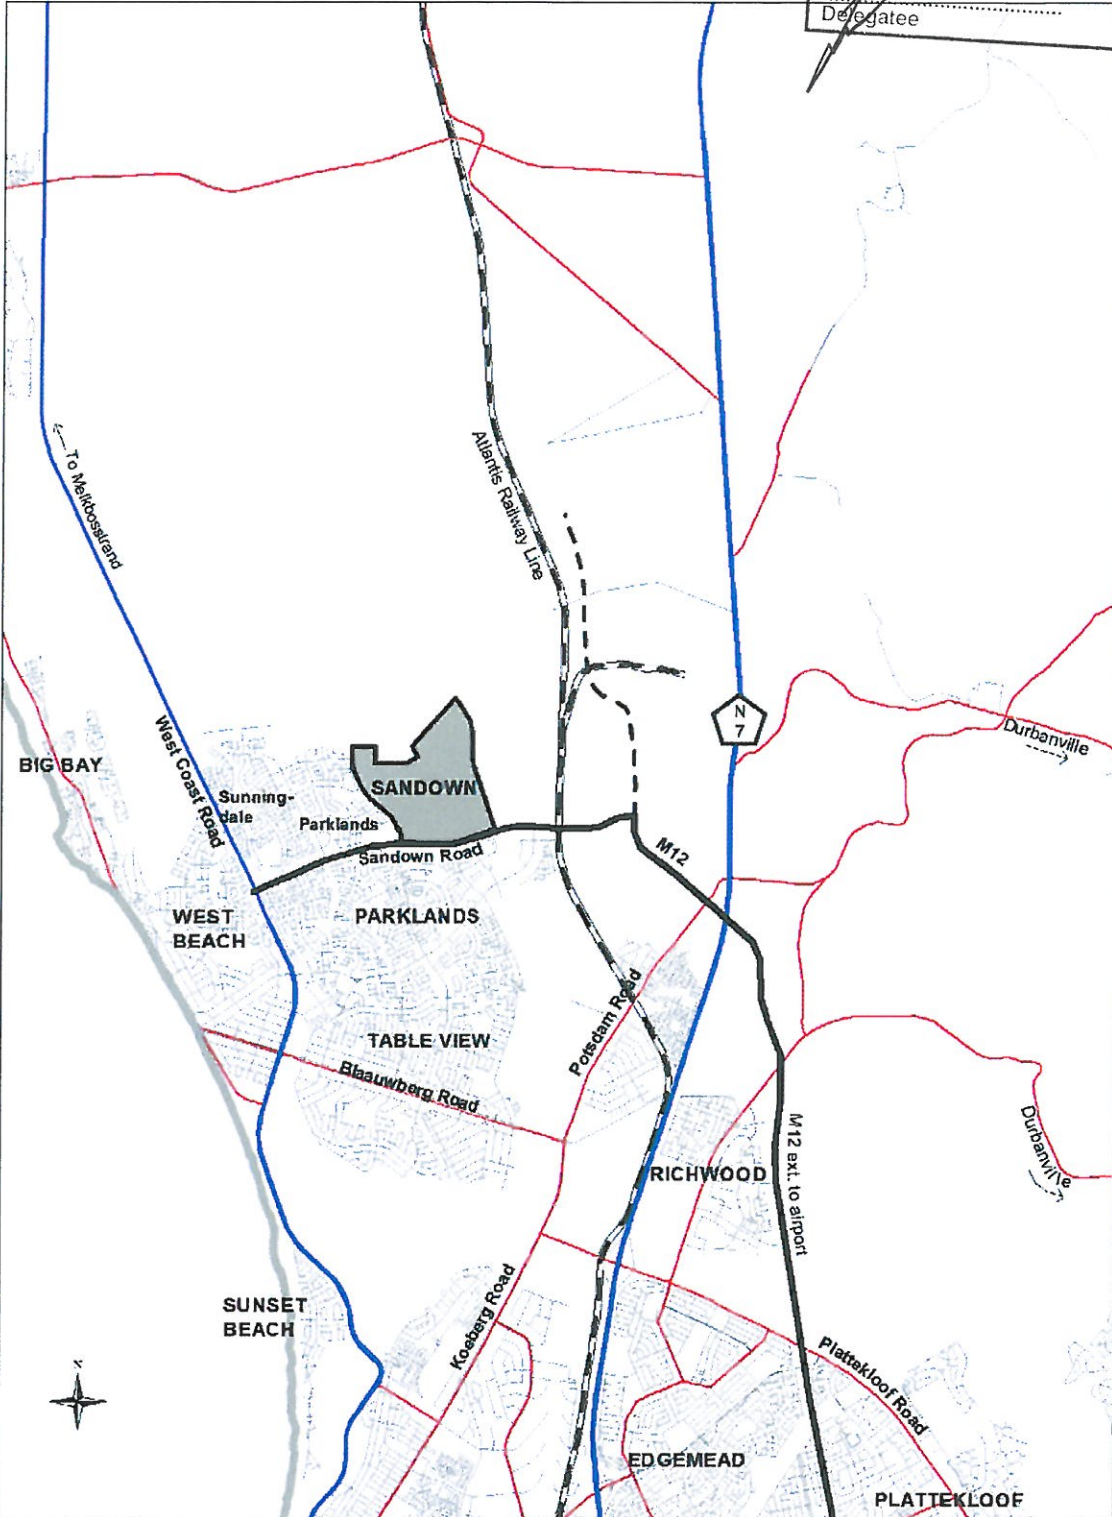 Delegatee
To Melkbosstrand
Atlantis Railway Line
N
7
Durbanville
BIG BAY
West Coast Road
Sunning-
dale
Parklands
SANDOWN
Sandown Road
M12
WEST
BEACH
PARKLANDS
Potsdam Road
TABLE VIEW
Blaauwberg Road
M12 ext. to airport
Durbanville
RICHWOOD
SUNSET
BEACH
Koeberg Road
Plattekloof Road
N
EDGEMEAD
PLATTEKLOOF